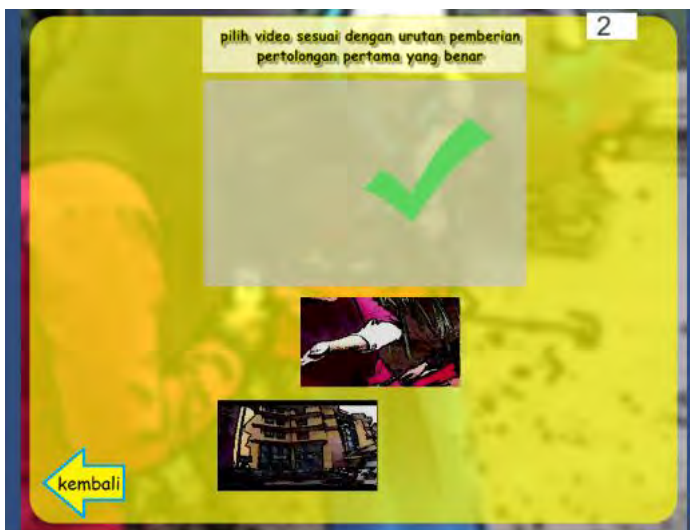 2
pilih video sesuai dengan urutan pemberian
pertolongan pertama yang benar
kembali